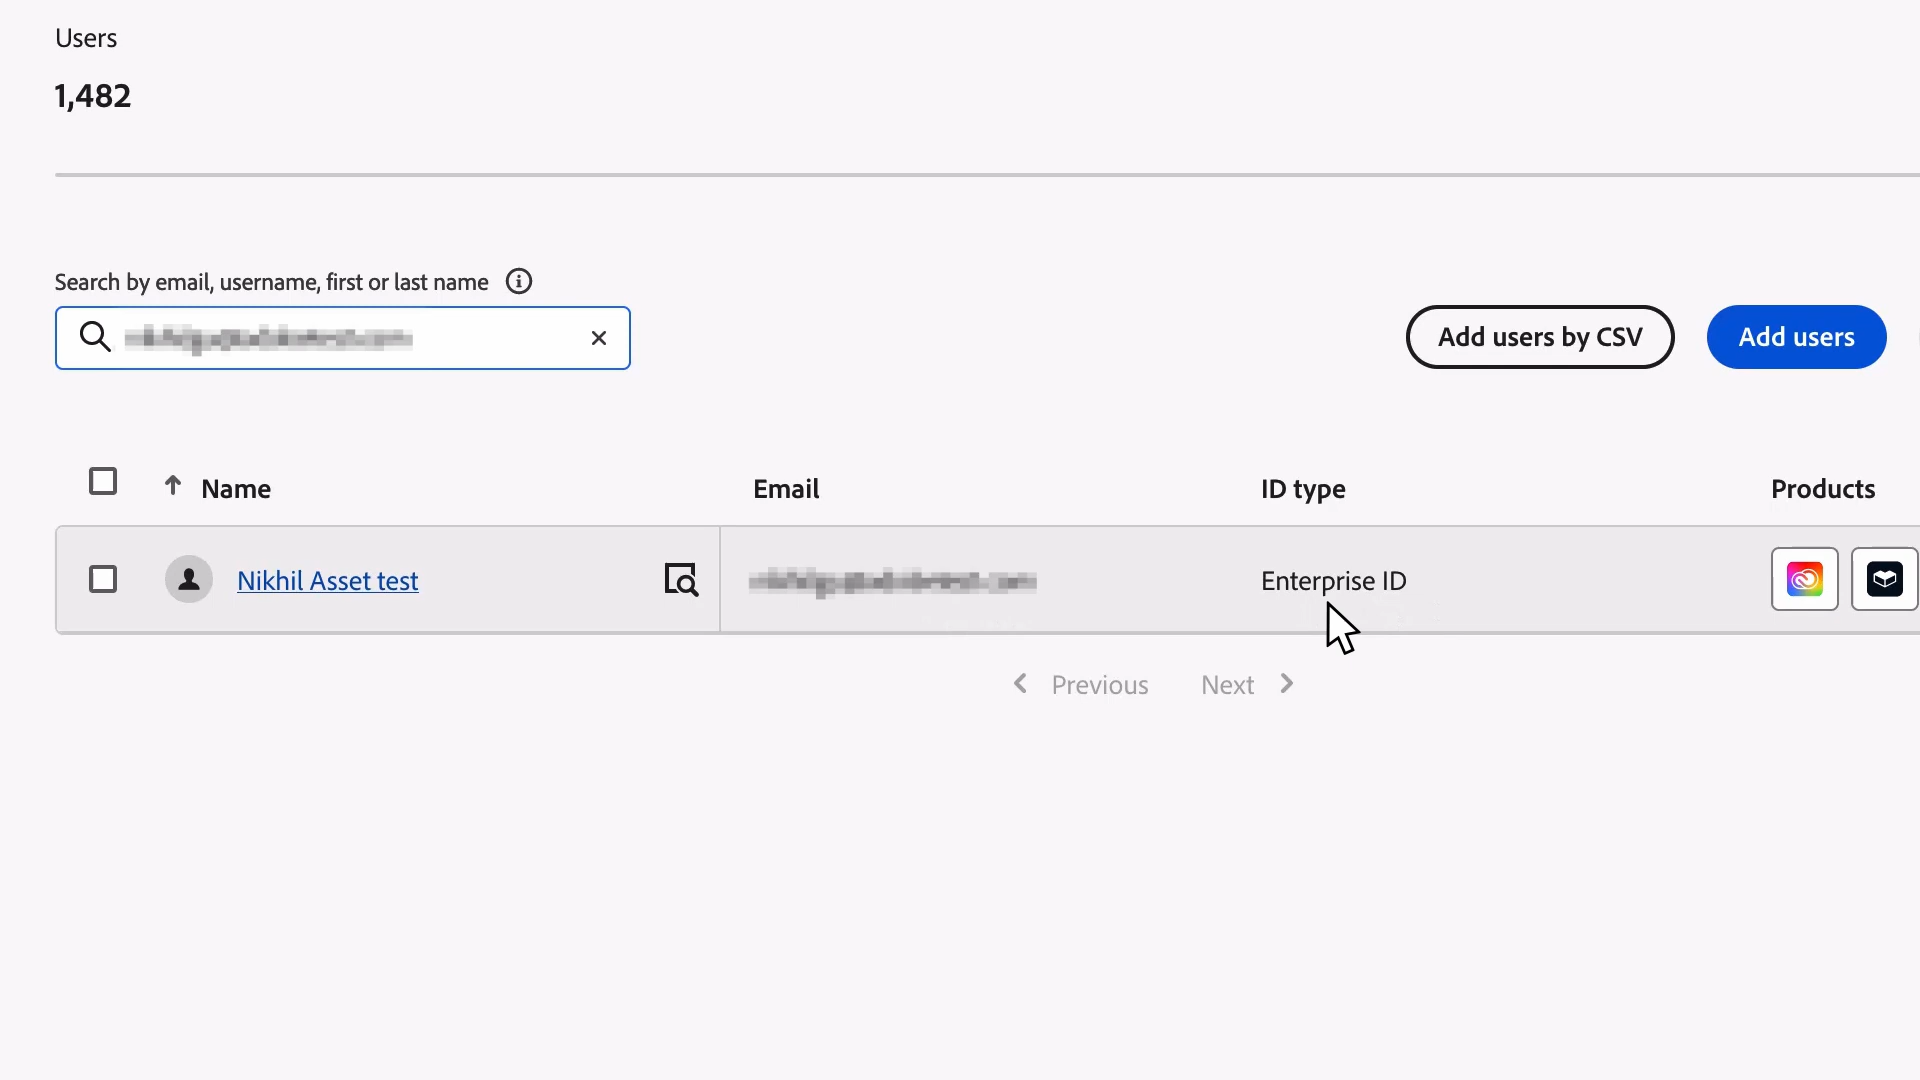 Users
1,482
Search by email, username, first or last name
Add users by CSV
Add users
Name
Email
ID type
Products
Nikhil Asset test
Enterprise ID
Previous
Next